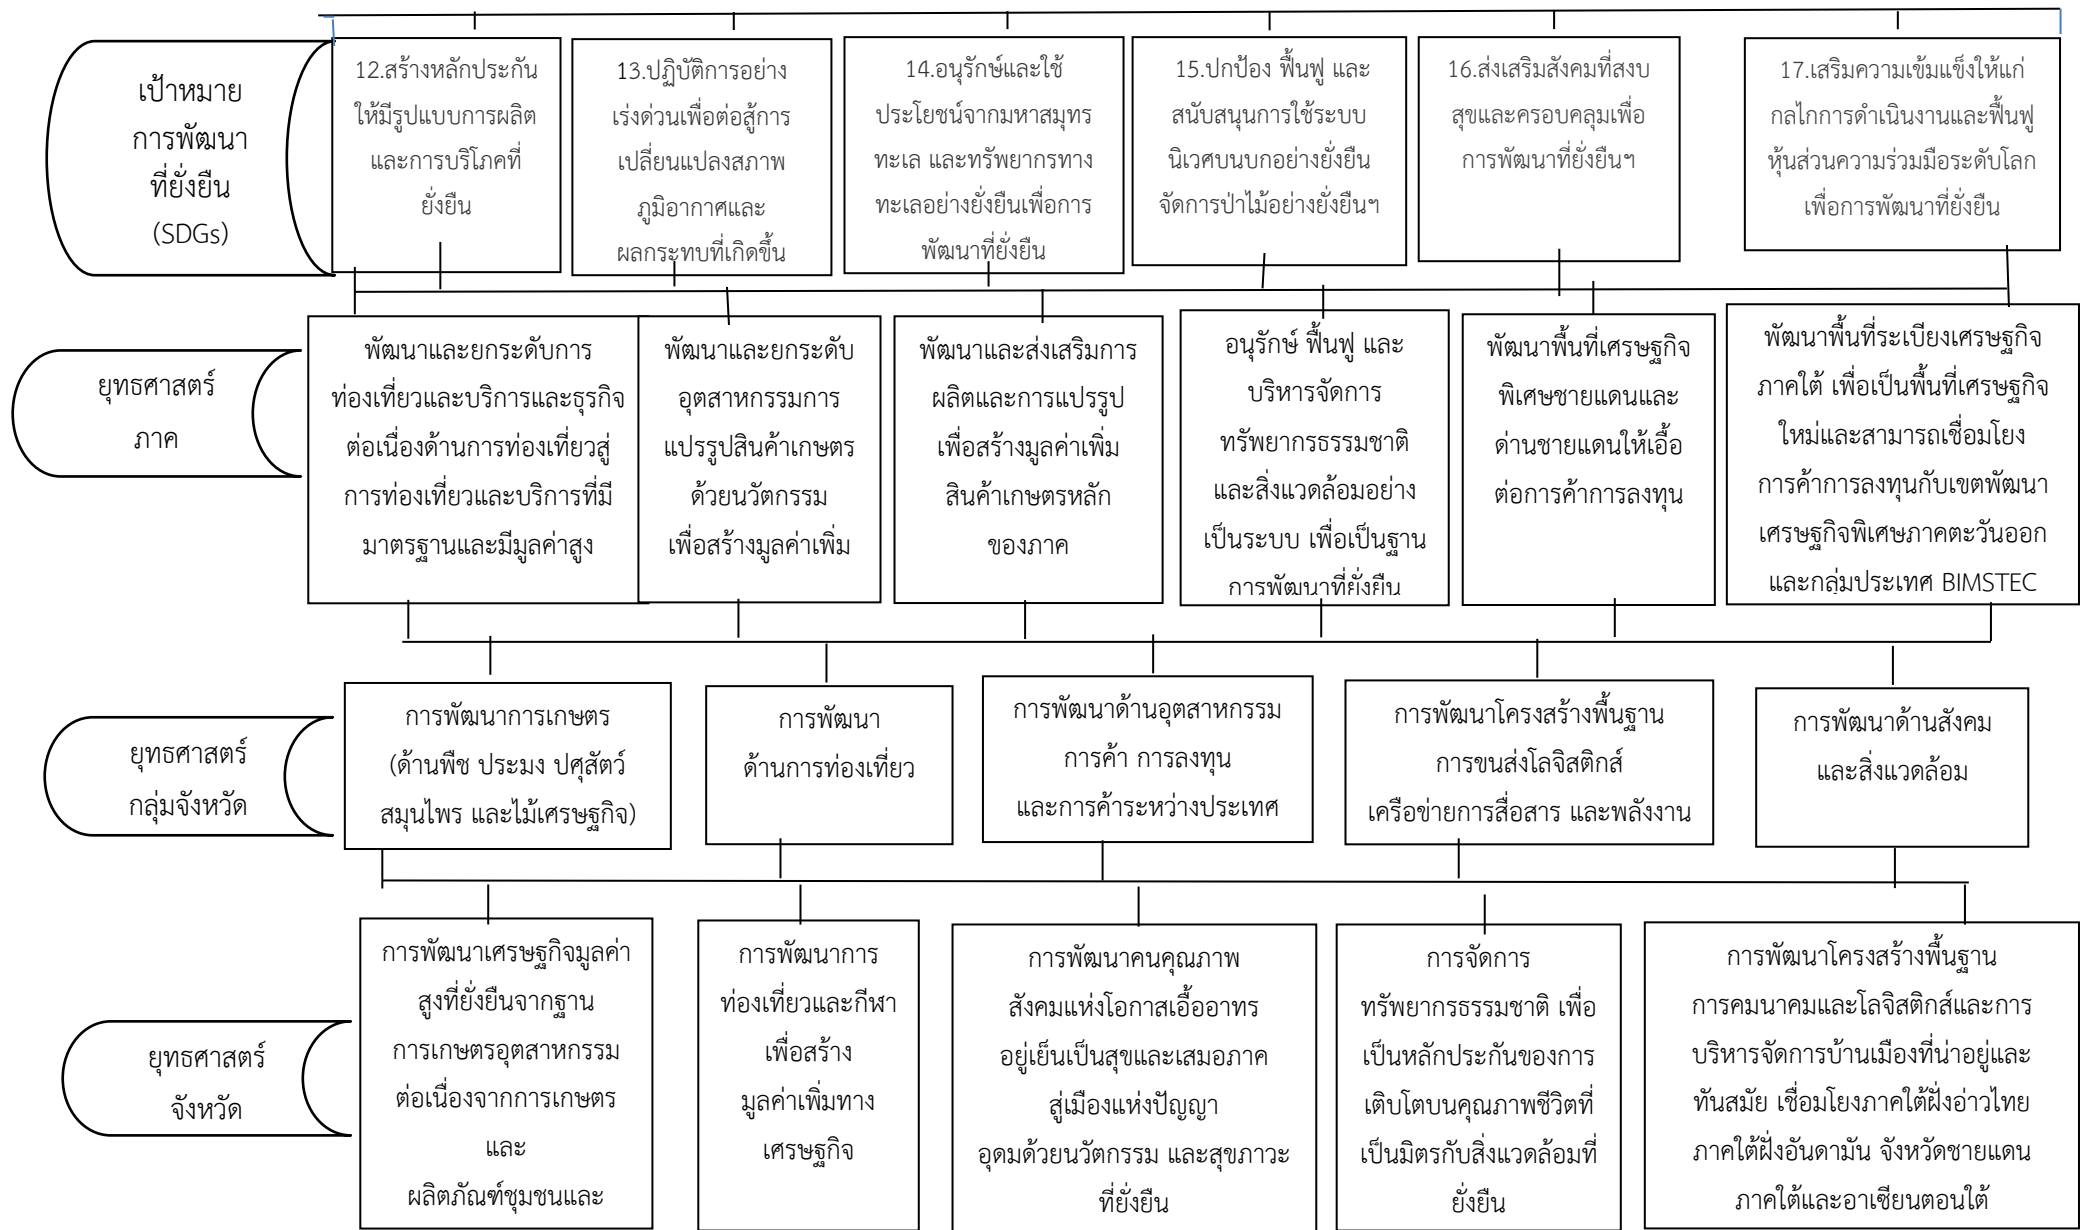 เป้าหมาย
การพัฒนา
ที่ยั่งยืน
(SDGs)
12.สร้างหลักประกัน
ให้มีรูปแบบการผลิต
และการบริโภคที่
ยั่งยืน
13.ปฏิบัติการอย่าง
เร่งด่วนเพื่อต่อสู้การ
เปลี่ยนแปลงสภาพ
ภูมิอากาศและ
ผลกระทบที่เกิดขึ้น
14.อนุรักษ์และใช้
ประโยชน์จากมหาสมุทร
ทะเล และทรัพยากรทาง
ทะเลอย่างยั่งยืนเพื่อการ
พัฒนาที่ยั่งยืน
15.ปกป้อง ฟื้นฟู และ
สนับสนุนการใช้ระบบ
นิเวศบนบกอย่างยั่งยืน
จัดการป่าไม้อย่างยั่งยืนฯ
16.ส่งเสริมสังคมที่สงบ
สุขและครอบคลุมเพื่อ
การพัฒนาที่ยั่งยืนฯ
17.เสริมความเข้มแข็งให้แก่
กลไกการดำเนินงานและฟื้นฟู
หุ้นส่วนความร่วมมือระดับโลก
เพื่อการพัฒนาที่ยั่งยืน
ยุทธศาสตร์
ภาค
พัฒนาและยกระดับการ
ท่องเที่ยวและบริการและธุรกิจ
ต่อเนื่องด้านการท่องเที่ยวสู่
การท่องเที่ยวและบริการที่มี
มาตรฐานและมีมูลค่าสูง
พัฒนาและยกระดับ
อุตสาหกรรมการ
แปรรูปสินค้าเกษตร
ด้วยนวัตกรรม
เพื่อสร้างมูลค่าเพิ่ม
พัฒนาและส่งเสริมการ
ผลิตและการแปรรูป
เพื่อสร้างมูลค่าเพิ่ม
สินค้าเกษตรหลัก
ของภาค
อนุรักษ์ ฟื้นฟู และ
บริหารจัดการ
ทรัพยากรธรรมชาติ
และสิ่งแวดล้อมอย่าง
เป็นระบบ เพื่อเป็นฐาน
การพัฒนาที่ยั่งยืน
พัฒนาพื้นที่เศรษฐกิจ
พิเศษชายแดนและ
ด่านชายแดนให้เอื้อ
ต่อการค้าการลงทุน
พัฒนาพื้นที่ระเบียงเศรษฐกิจ
ภาคใต้ เพื่อเป็นพื้นที่เศรษฐกิจ
ใหม่และสามารถเชื่อมโยง
การค้าการลงทุนกับเขตพัฒนา
เศรษฐกิจพิเศษภาคตะวันออก
และกลุ่มประเทศ BIMSTEC
ยุทธศาสตร์
กลุ่มจังหวัด
การพัฒนาการเกษตร
(ด้านพืช ประมง ปศุสัตว์
สมุนไพร และไม้เศรษฐกิจ)
การพัฒนา
ด้านการท่องเที่ยว
การพัฒนาด้านอุตสาหกรรม
การค้า การลงทุน
และการค้าระหว่างประเทศ
การพัฒนาโครงสร้างพื้นฐาน
การขนส่งโลจิสติกส์
เครือข่ายการสื่อสาร และพลังงาน
การพัฒนาด้านสังคม
และสิ่งแวดล้อม
ยุทธศาสตร์
จังหวัด
การพัฒนาเศรษฐกิจมูลค่า
สูงที่ยั่งยืนจากฐาน
การเกษตรอุตสาหกรรม
ต่อเนื่องจากการเกษตร
และ
ผลิตภัณฑ์ชุมชนและ
การพัฒนาการ
ท่องเที่ยวและกีฬา
เพื่อสร้าง
มูลค่าเพิ่มทาง
เศรษฐกิจ
การพัฒนาคนคุณภาพ
สังคมแห่งโอกาสเอื้ออาทร
อยู่เย็นเป็นสุขและเสมอภาค
สู่เมืองแห่งปัญญา
อุดมด้วยนวัตกรรม และสุขภาวะ
ที่ยั่งยืน
การจัดการ
ทรัพยากรธรรมชาติ เพื่อ
เป็นหลักประกันของการ
เติบโตบนคุณภาพชีวิตที่
เป็นมิตรกับสิ่งแวดล้อมที่
ยั่งยืน
การพัฒนาโครงสร้างพื้นฐาน
การคมนาคมและโลจิสติกส์และการ
บริหารจัดการบ้านเมืองที่น่าอยู่และ
ทันสมัย เชื่อมโยงภาคใต้ฝั่งอ่าวไทย
ภาคใต้ฝั่งอันดามัน จังหวัดชายแดน
ภาคใต้และอาเซียนตอนใต้